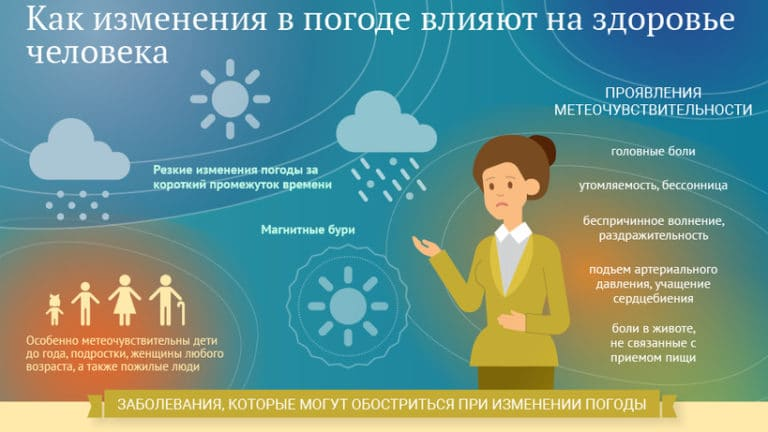 Как изменения в погоде влияют на здоровье
человека
ПРОЯВЛЕНИЯ
МЕТЕОЧУВСТВИТЕЛЬНОСТИ
головные боли
утомляемость, бессонница
беспричинное волнение,
раздражительность
подъем артериального
давления, учащение
сердцебиения
боли в животе,
не связанные с
приемом пищи
Резкие изменения погоды за
короткий промежуток времени
Магнитные бури
Особенно метеочувствительны дети
до года, подростки, женщины любого
возраста, а также пожилые люди
ЗАБОЛЕВАНИЯ, КОТОРЫЕ МОГУТ ОБОСТРИТЬСЯ ПРИ ИЗМЕНЕНИИ ПОГОДЫ